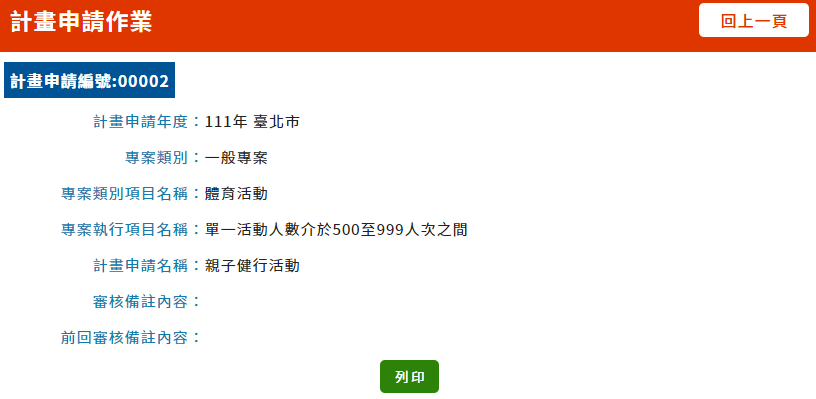 計畫申請作業
回上一頁
計畫申請編號:00002
計畫申請年度：111年 臺北市
專案類別：一般專案
專案類別項目名稱：體育活動
專案執行項目名稱：單一活動人數介於500至999人次之間
計畫申請名稱：親子健行活動
審核備註內容：
前回審核備註內容：
列印